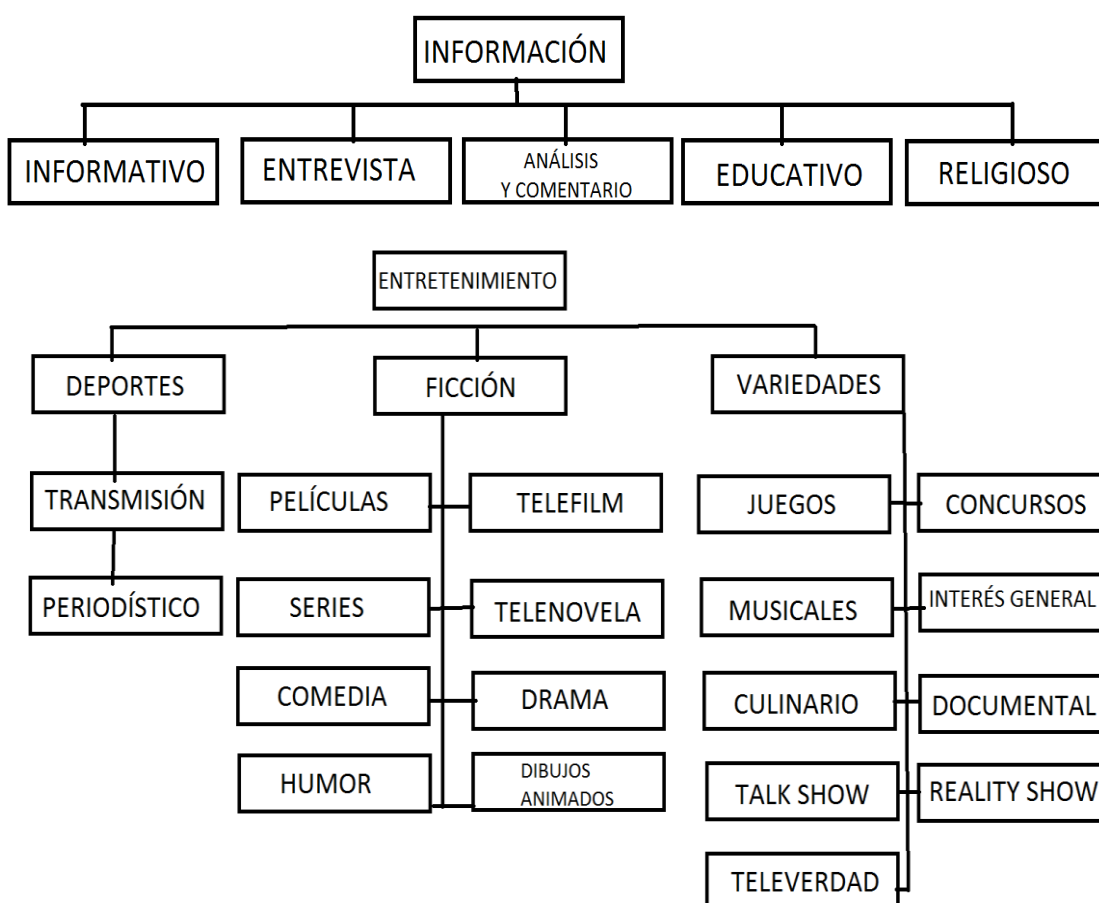 INFORMACIÓN
INFORMATIVO
ENTREVISTA
ANÁLISIS
Y COMENTARIO
EDUCATIVO
RELIGIOSO
ENTRETENIMIENTO
DEPORTES
FICCIÓN
VARIEDADES
TRANSMISIÓN
PELÍCULAS
TELEFILM
JUEGOS
CONCURSOS
PERIODÍSTICO
SERIES
TELENOVELA
MUSICALES
INTERÉS GENERAL
COMEDIA
DRAMA
CULINARIO
DOCUMENTAL
HUMOR
DIBUJOS
ANIMADOS
TALK SHOW
REALITY SHOW
TELEVERDAD